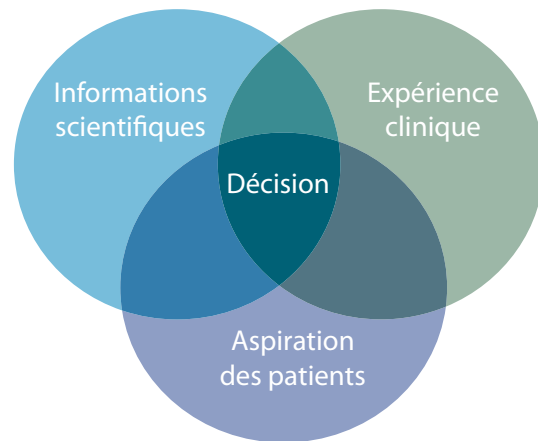 Informations
scientifiques
Expérience
clinique
Décision
Aspiration
des patients